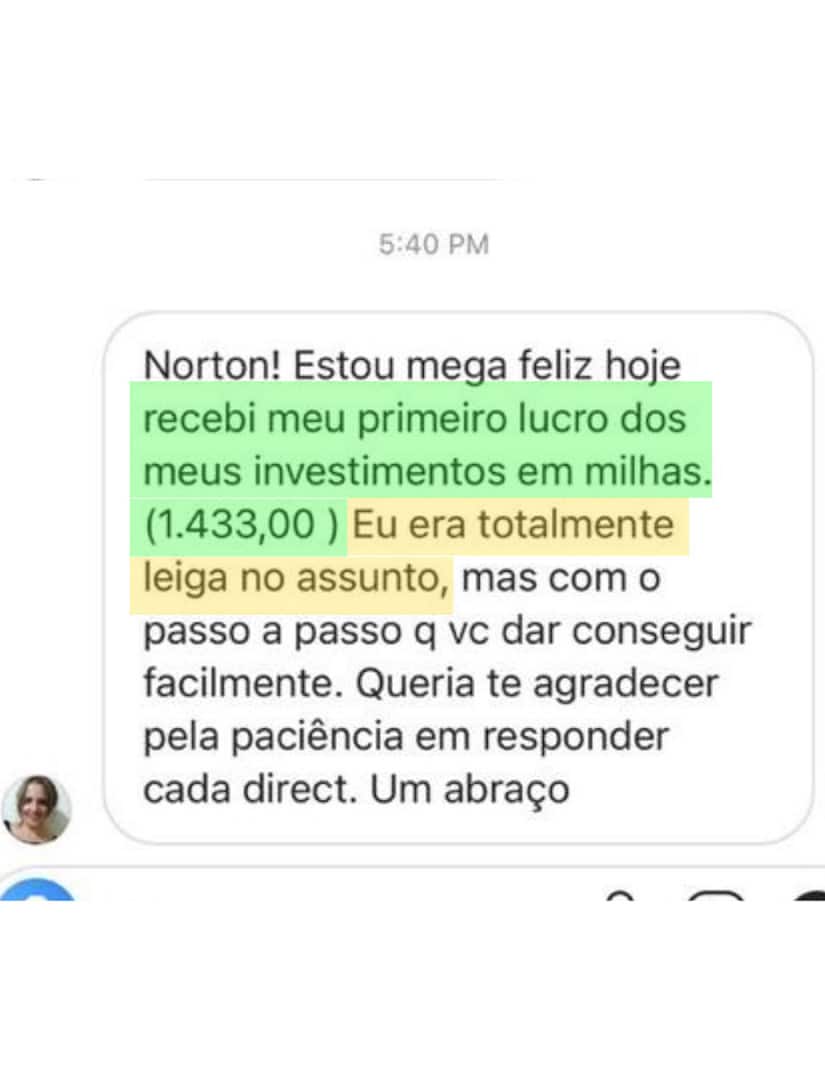 5:40 PM
Norton! Estou mega feliz hoje
recebi meu primeiro lucro dos
meus investimentos em milhas.
(1.433,00 ) Eu era totalmente
leiga no assunto, mas com o
passo a passo q vc dar conseguir
facilmente. Queria te agradecer
pela paciência em responder
cada direct. Um abraço